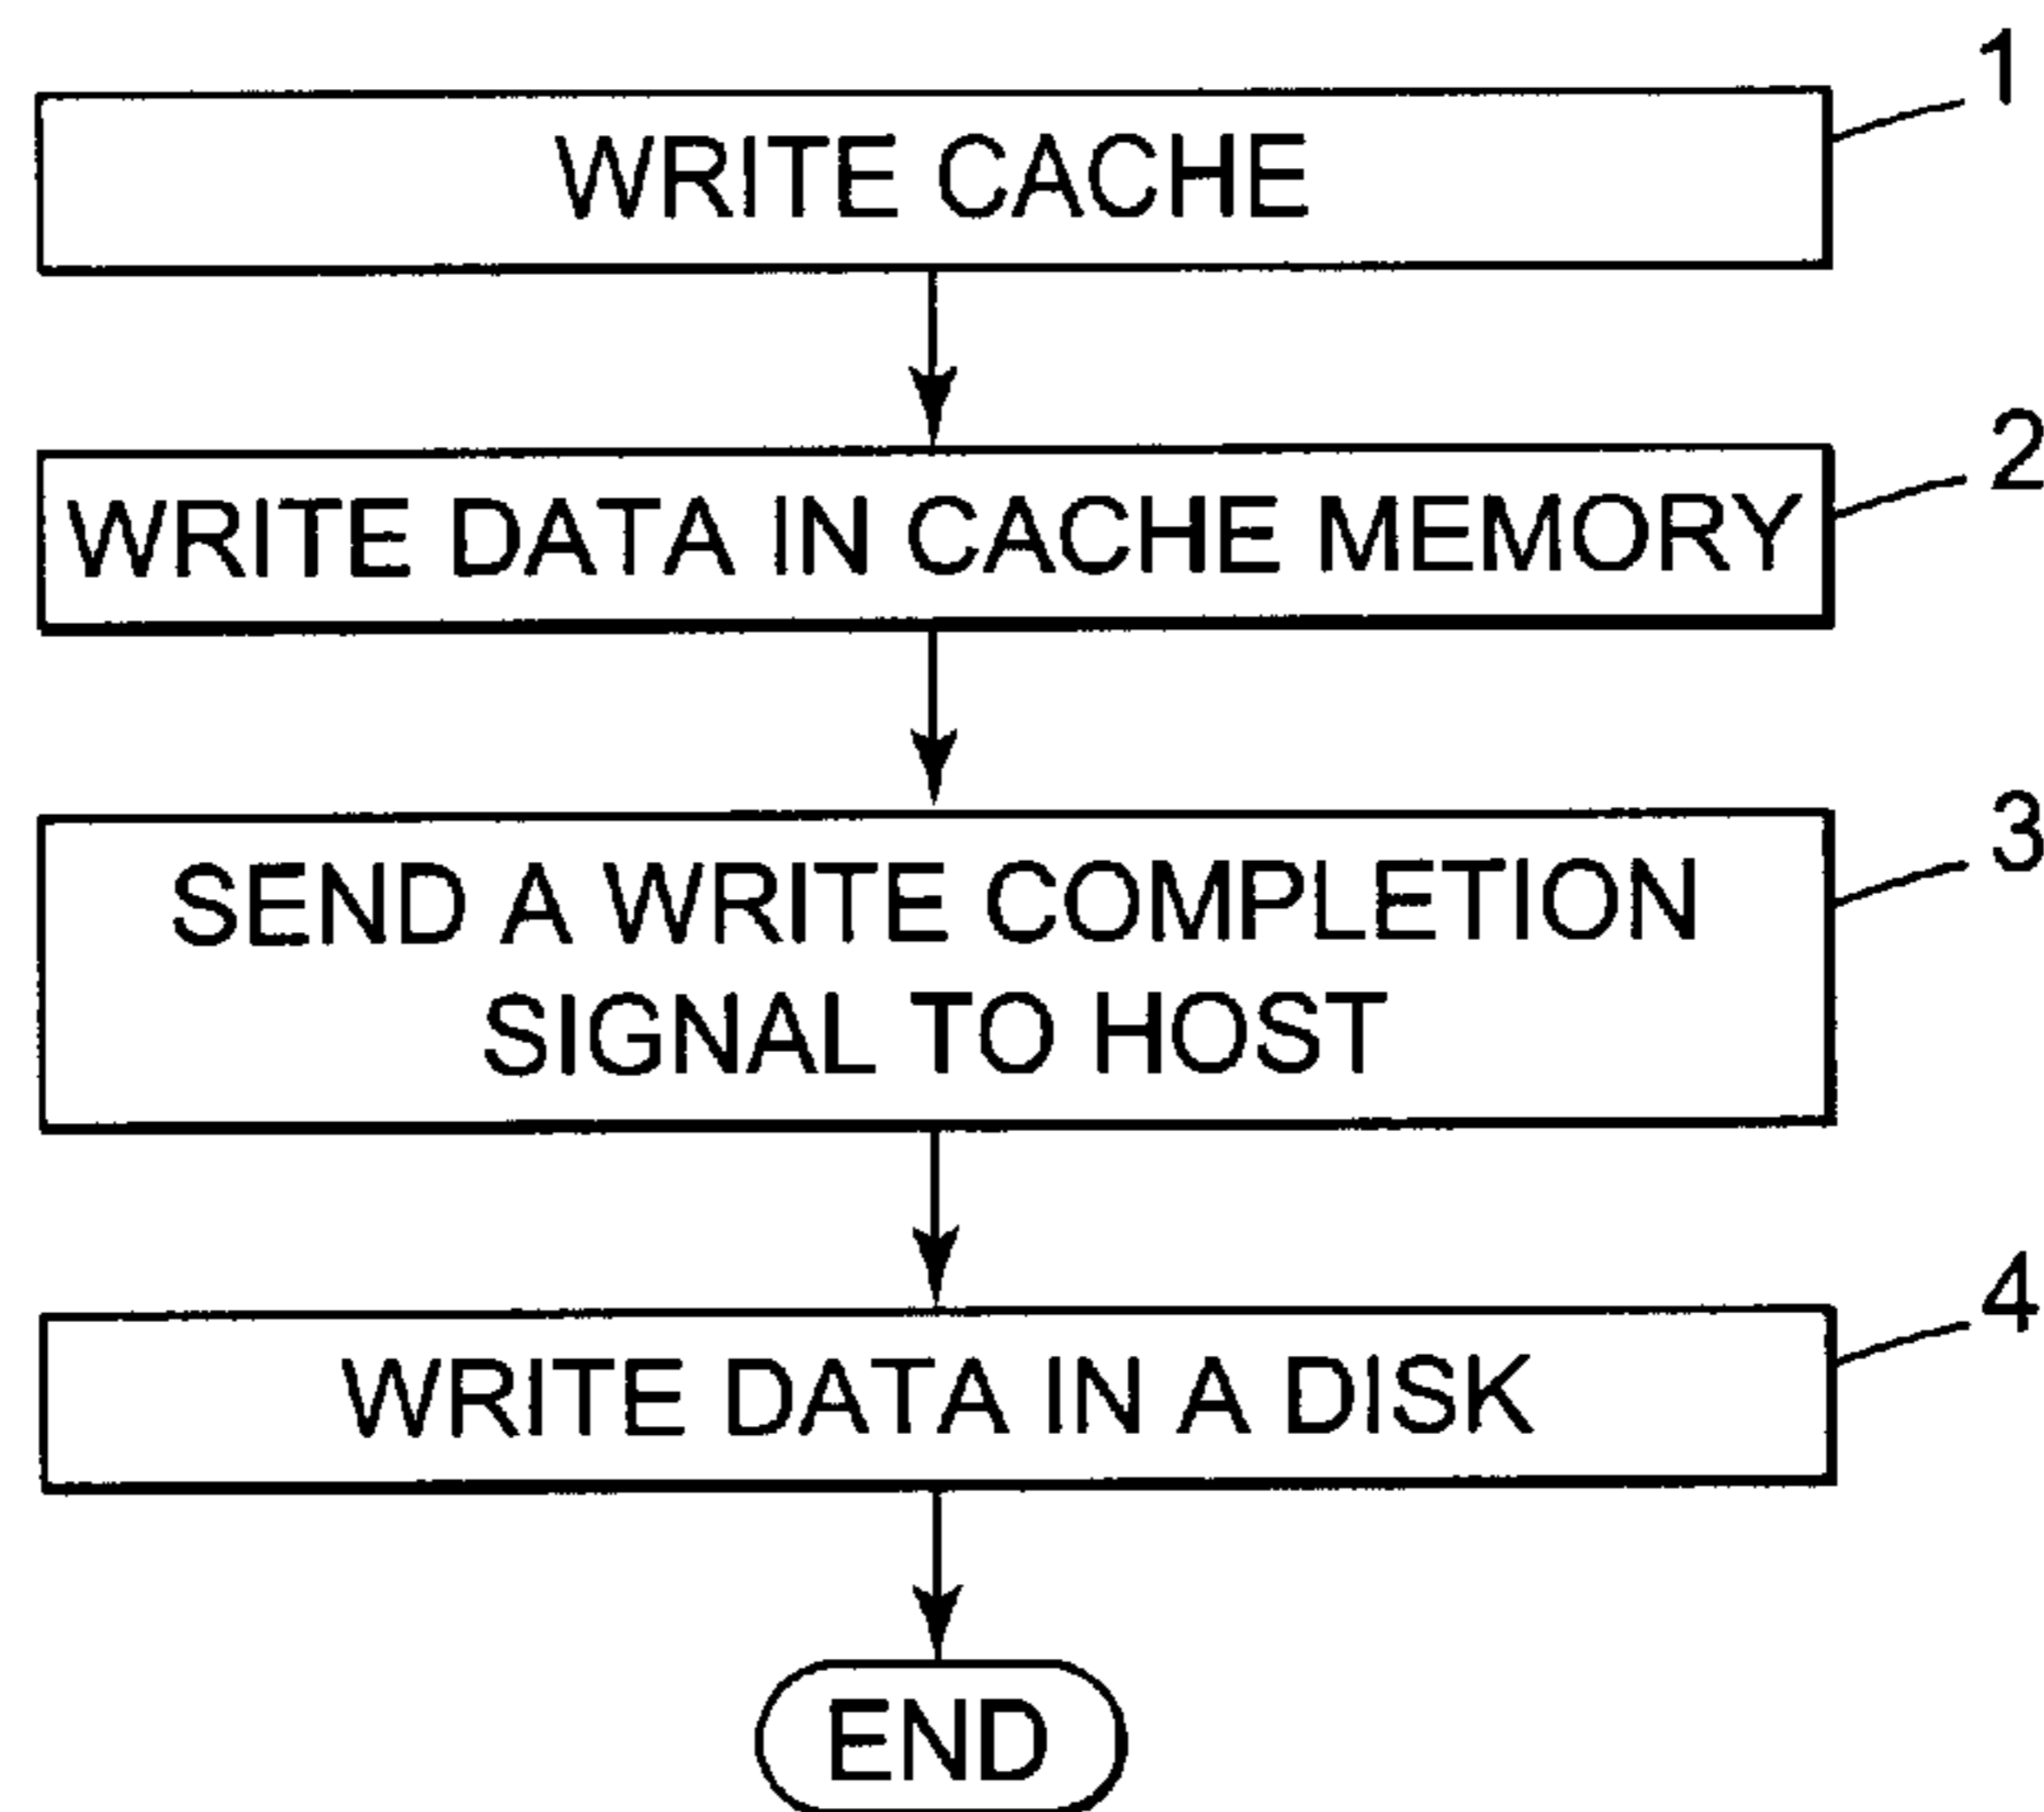 1
WRITE CACHE
2
WRITE DATA IN CACHE MEMORY
3
SEND A WRITE COMPLETION
SIGNAL TO HOST
4
WRITE DATA IN A DISK
END